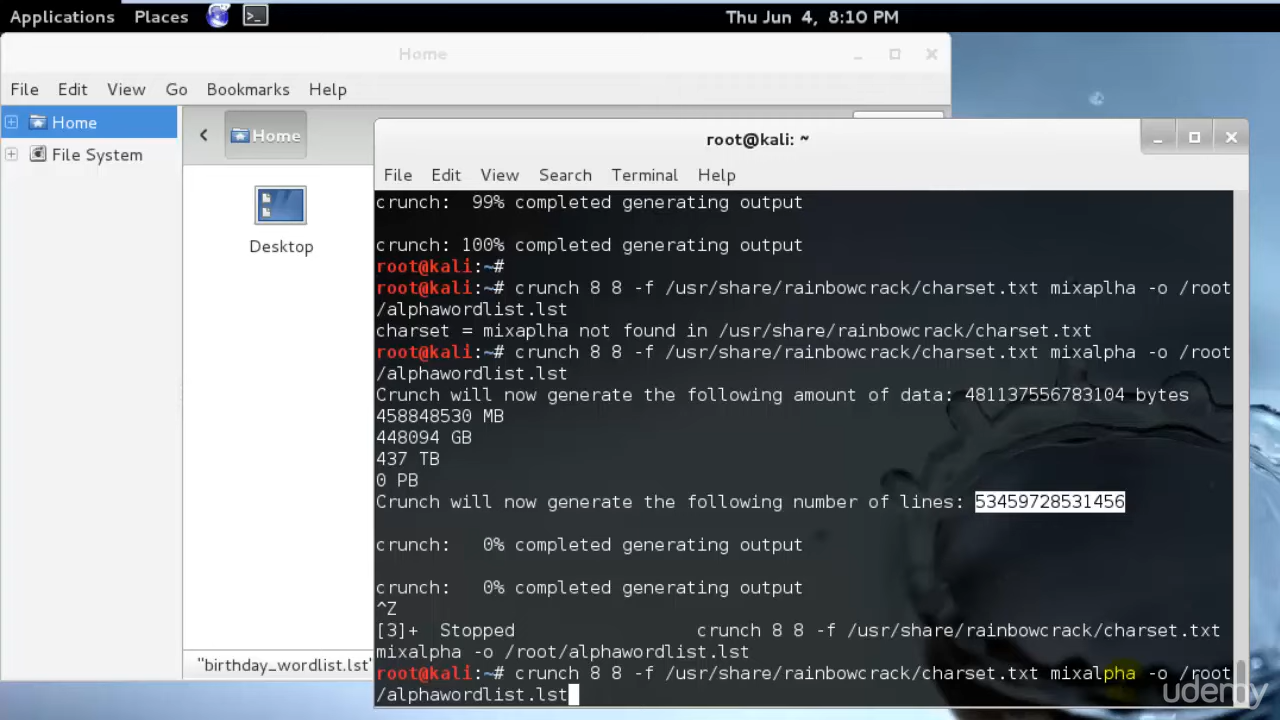 Applications Places Thu Jun 4, 8:10 PM
Home
File Edit View Go Bookmarks Help
Home
Home
File System
Desktop
"birthday_wordlist.lst"
root@kali: ~
File Edit View Search Terminal Help
crunch:  99% completed generating output
crunch: 100% completed generating output
root@kali:~#
root@kali:~# crunch 8 8 -f /usr/share/rainbowcrack/charset.txt mixaplha -o /root
/alphawordlist.lst
charset = mixaplha not found in /usr/share/rainbowcrack/charset.txt
root@kali:~# crunch 8 8 -f /usr/share/rainbowcrack/charset.txt mixalpha -o /root
/alphawordlist.lst
Crunch will now generate the following amount of data: 481137556783104 bytes
458848530 MB
448094 GB
437 TB
0 PB
Crunch will now generate the following number of lines: 53459728531456
crunch:   0% completed generating output
crunch:   0% completed generating output
^Z
[3]+  Stopped                 crunch 8 8 -f /usr/share/rainbowcrack/charset.txt
mixalpha -o /root/alphawordlist.lst
root@kali:~# crunch 8 8 -f /usr/share/rainbowcrack/charset.txt mixalpha -o /root
/alphawordlist.lst
udemy